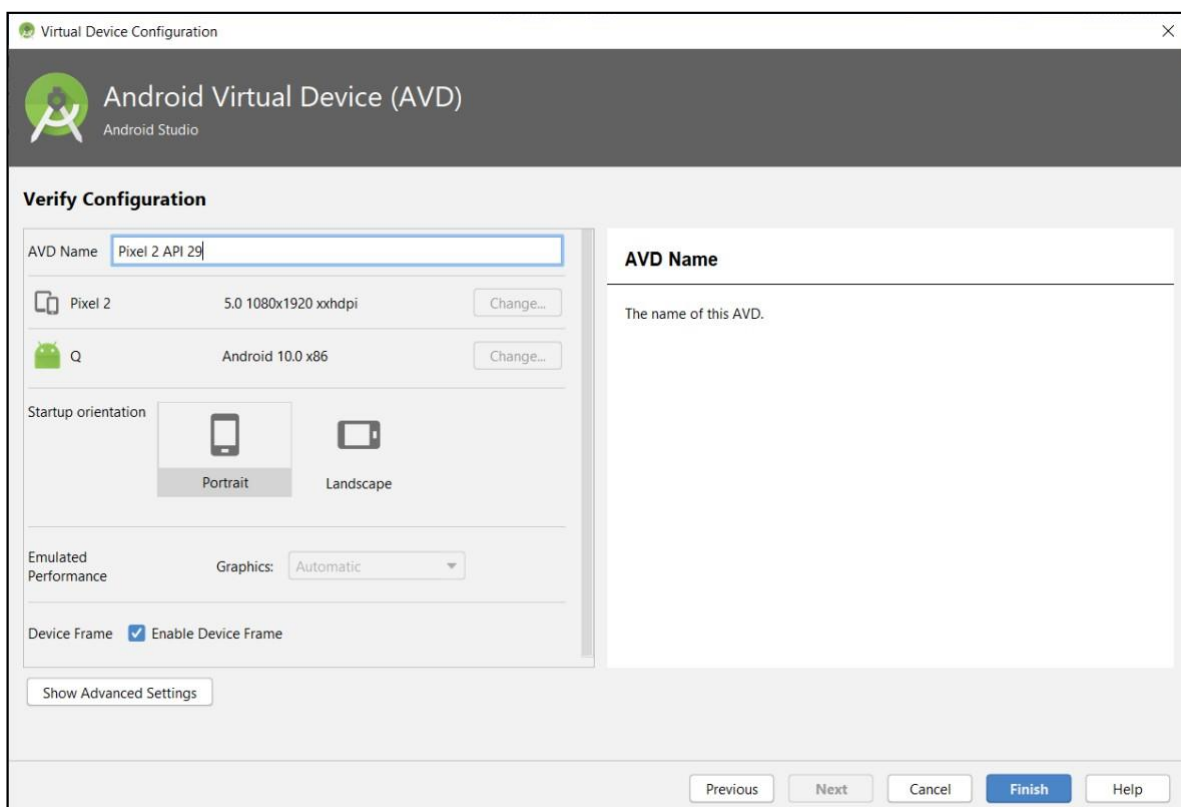 Virtual Device Configuration
Android Virtual Device (AVD)
Android Studio
Verify Configuration
AVD Name Pixel 2 API 29
Pixel 2 5.0 1080x1920 xxhdpi Change...
Q Android 10.0 x86 Change...
Startup orientation
Portrait Landscape
Emulated
Performance
Graphics: Automatic
Device Frame Enable Device Frame
Show Advanced Settings
AVD Name
The name of this AVD.
Previous Next Cancel Finish Help